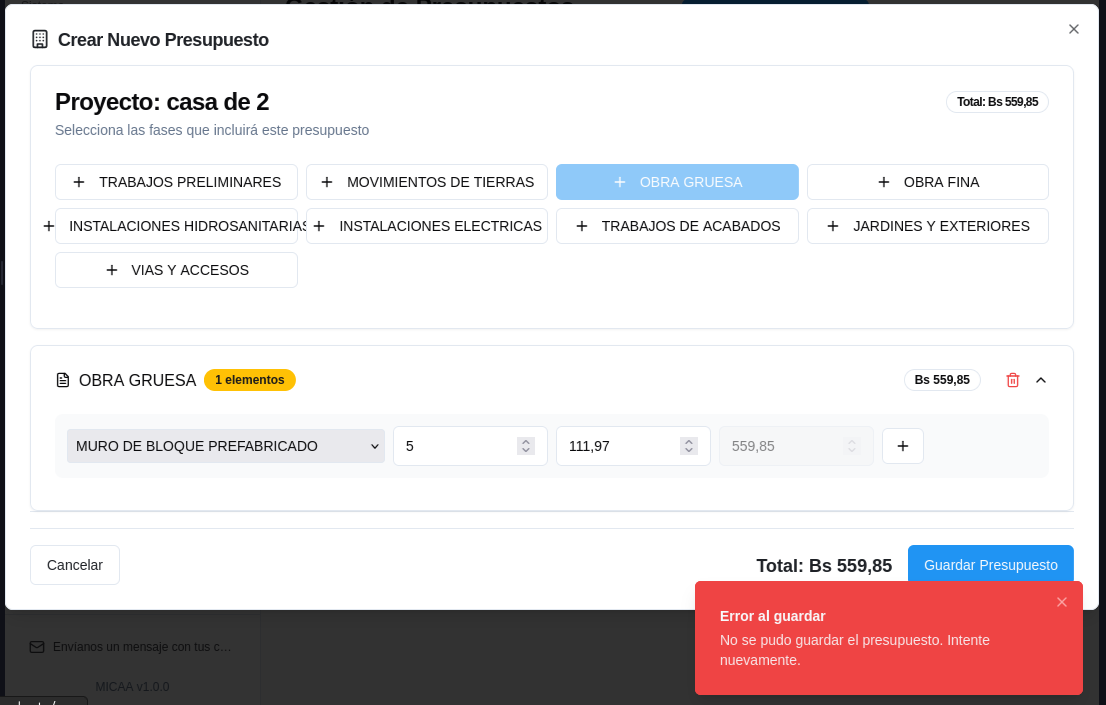 Gestión de Presupuestos
Crear Nuevo Presupuesto
Proyecto: casa de 2
Total: Bs 559,85
Selecciona las fases que incluirá este presupuesto
TRABAJOS PRELIMINARES
MOVIMIENTOS DE TIERRAS
OBRA GRUESA
OBRA FINA
INSTALACIONES HIDROSANITARIAS
INSTALACIONES ELECTRICAS
TRABAJOS DE ACABADOS
JARDINES Y EXTERIORES
VIAS Y ACCESOS
OBRA GRUESA
1 elementos
Bs 559,85
MURO DE BLOQUE PREFABRICADO
5
111,97
559,85
Cancelar
Total: Bs 559,85
Guardar Presupuesto
Error al guardar
No se pudo guardar el presupuesto. Intente
nuevamente.
Envíanos un mensaje con tus c…
MICAA v1.0.0